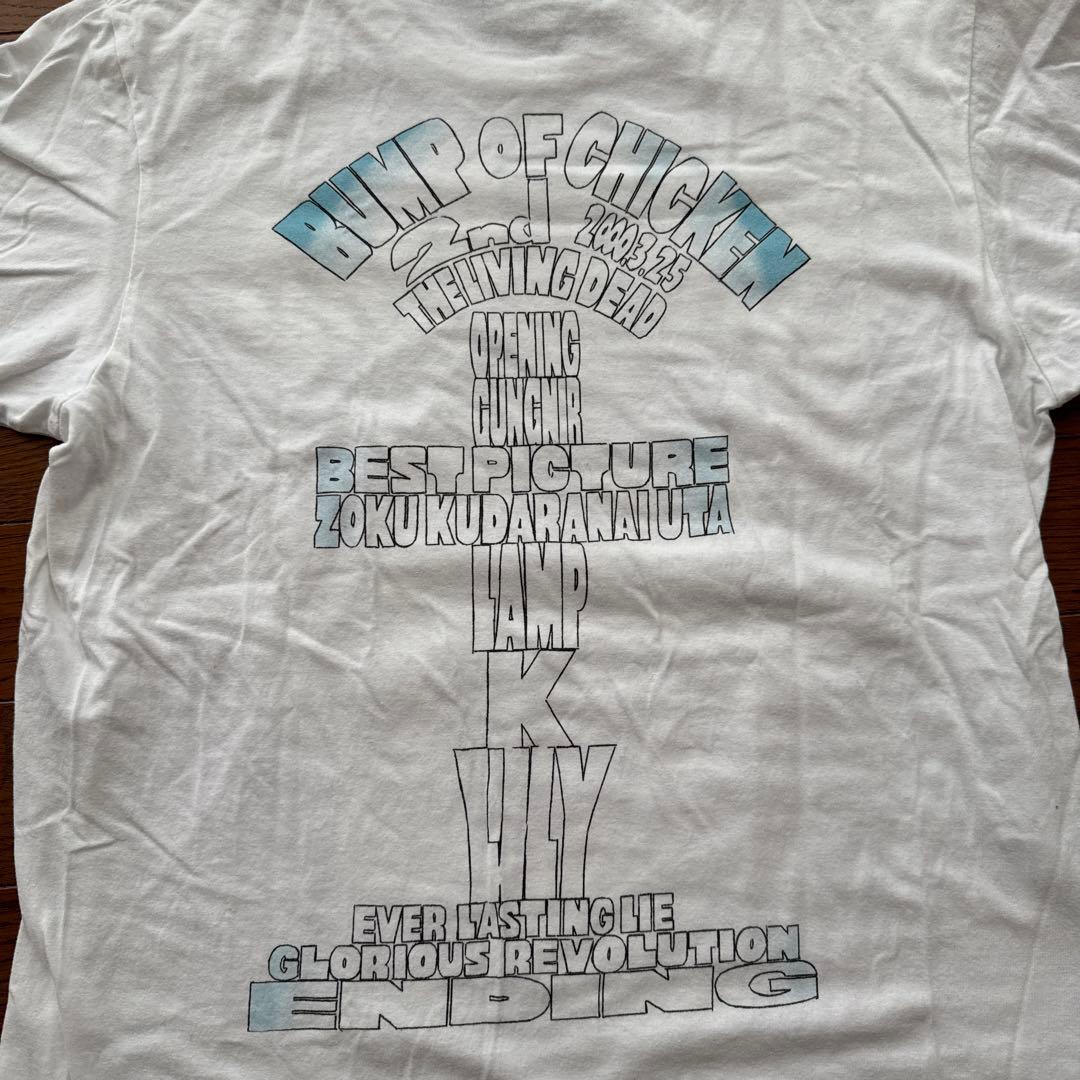 BUMP OF CHICKEN
2nd 2000.3.25
THE LIVING DEAD
OPENING
GUNGNIR
BEST PICTURE
ZOKU KUDARANAI UTA
LAMP
K
LILY
EVER LASTING LIE
GLORIOUS REVOLUTION
ENDING